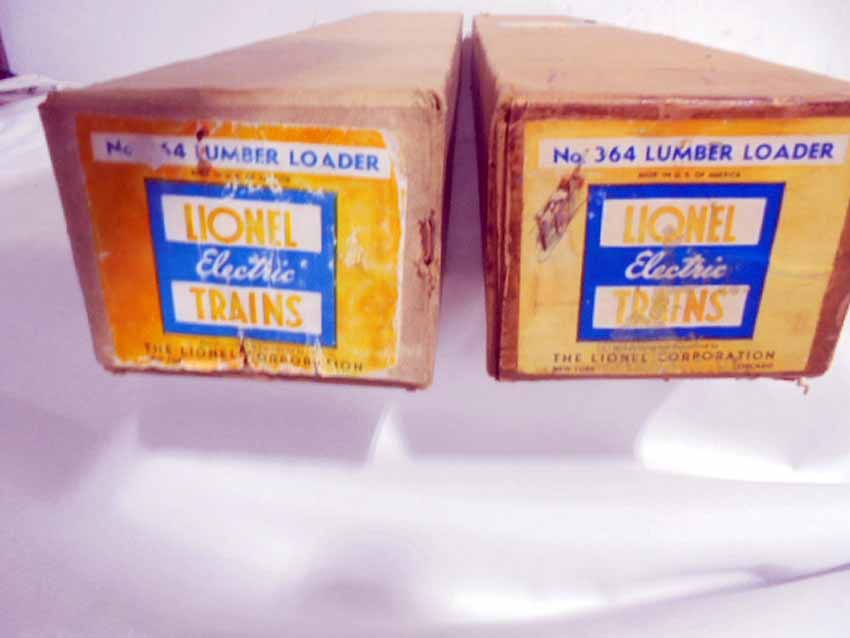 No 64 LUMBER LOADER
LIONEL
Electric
TRAINS
THE LIONEL CORPORATION
No. 364 LUMBER LOADER
MADE IN U.S. OF AMERICA
LIONEL
Electric
TRAINS
THE LIONEL CORPORATION
NEW YORK CHICAGO